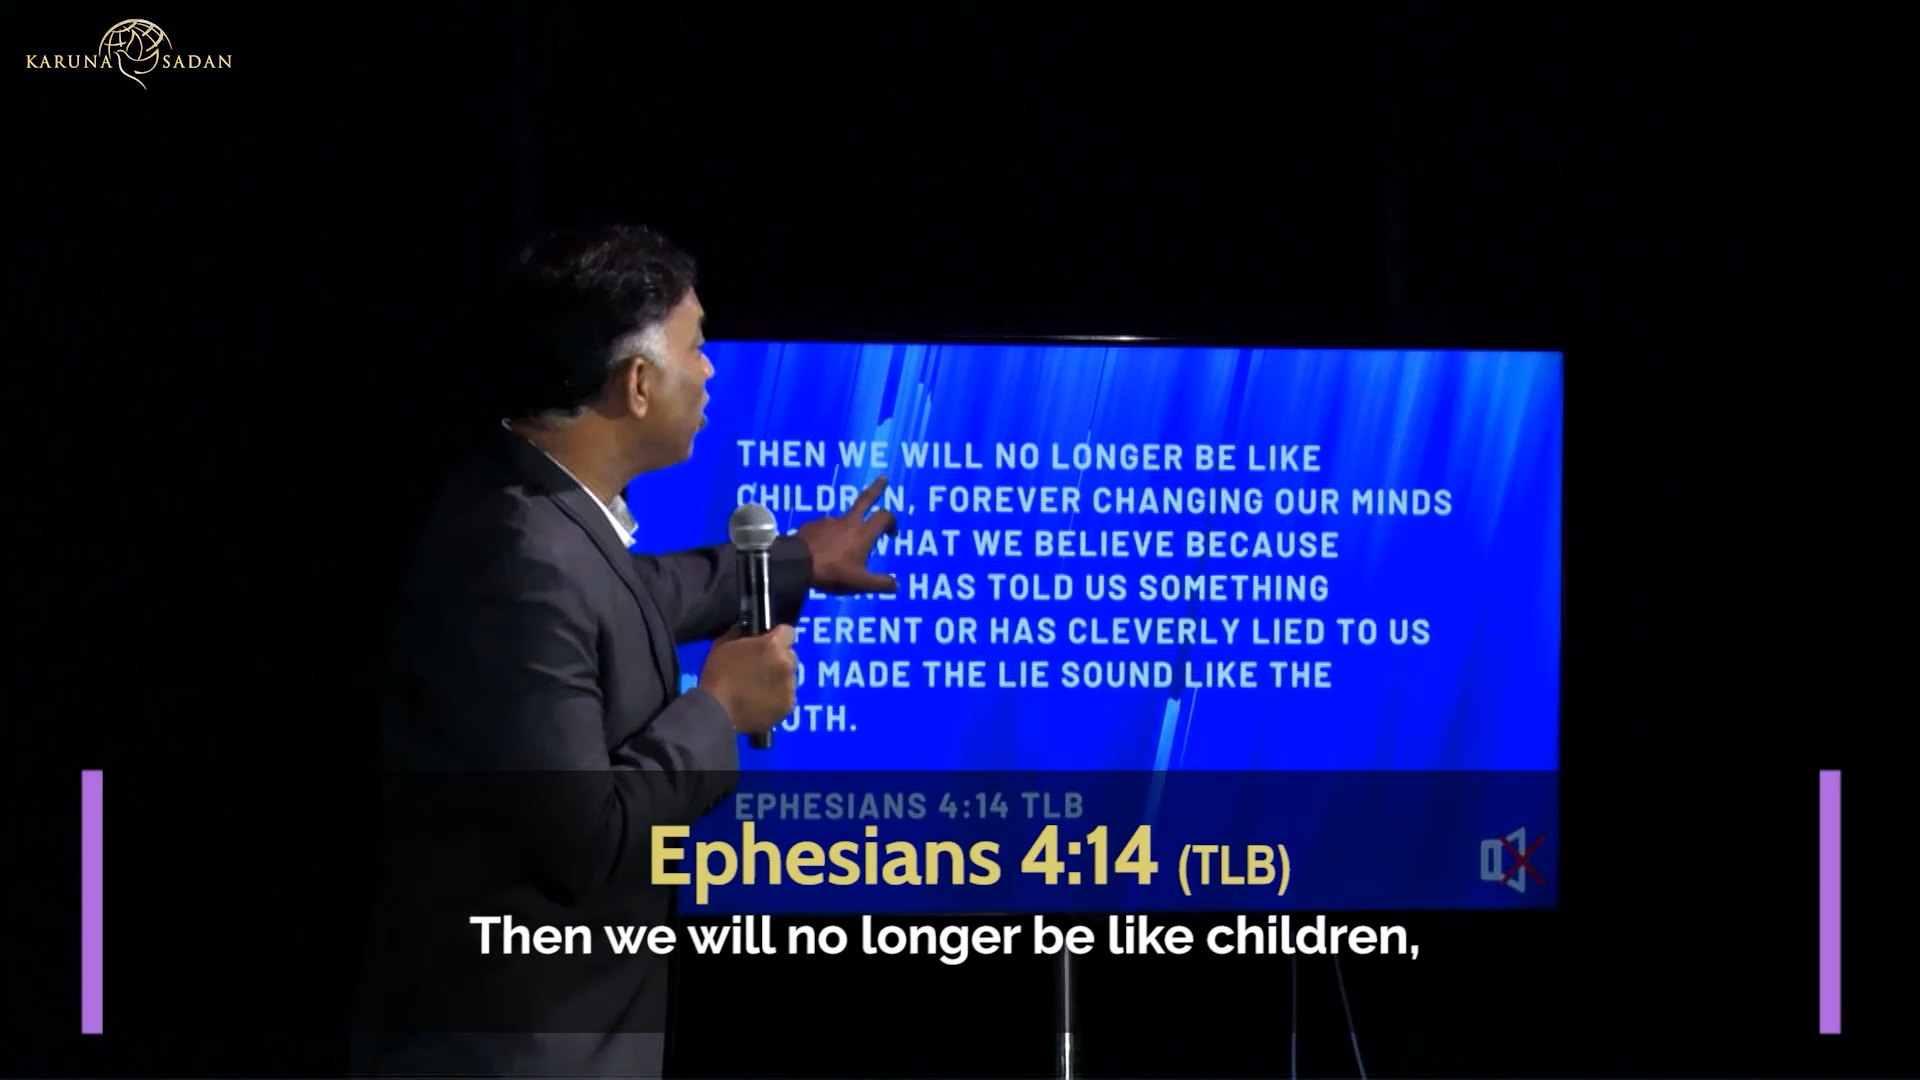 KARUNA SADAN
THEN WE WILL NO LONGER BE LIKE
CHILDREN, FOREVER CHANGING OUR MINDS
WHAT WE BELIEVE BECAUSE
HAS TOLD US SOMETHING
FERENT OR HAS CLEVERLY LIED TO US
MADE THE LIE SOUND LIKE THE
UTH.
EPHESIANS 4:14 TLB
Ephesians 4:14 (TLB)
Then we will no longer be like children,